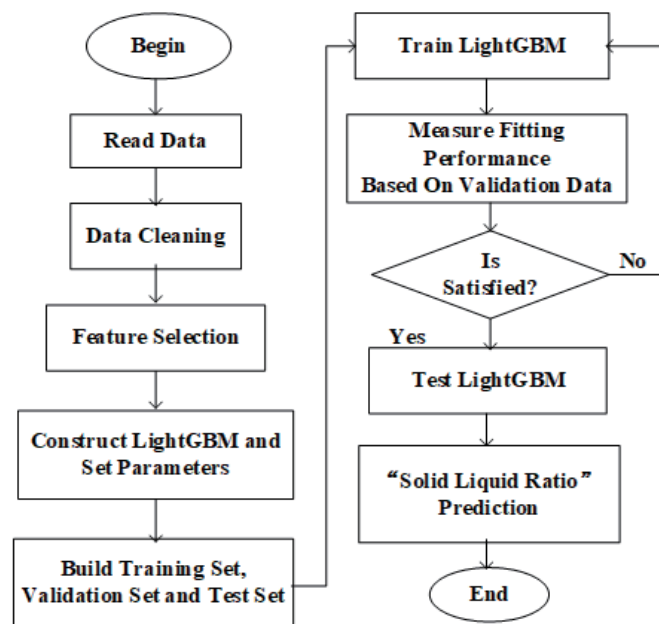 Begin
Read Data
Data Cleaning
Feature Selection
Construct LightGBM and
Set Parameters
Build Training Set,
Validation Set and Test Set
Train LightGBM
Measure Fitting
Performance
Based On Validation Data
Is
Satisfied?
No
Yes
Test LightGBM
“Solid Liquid Ratio”
Prediction
End